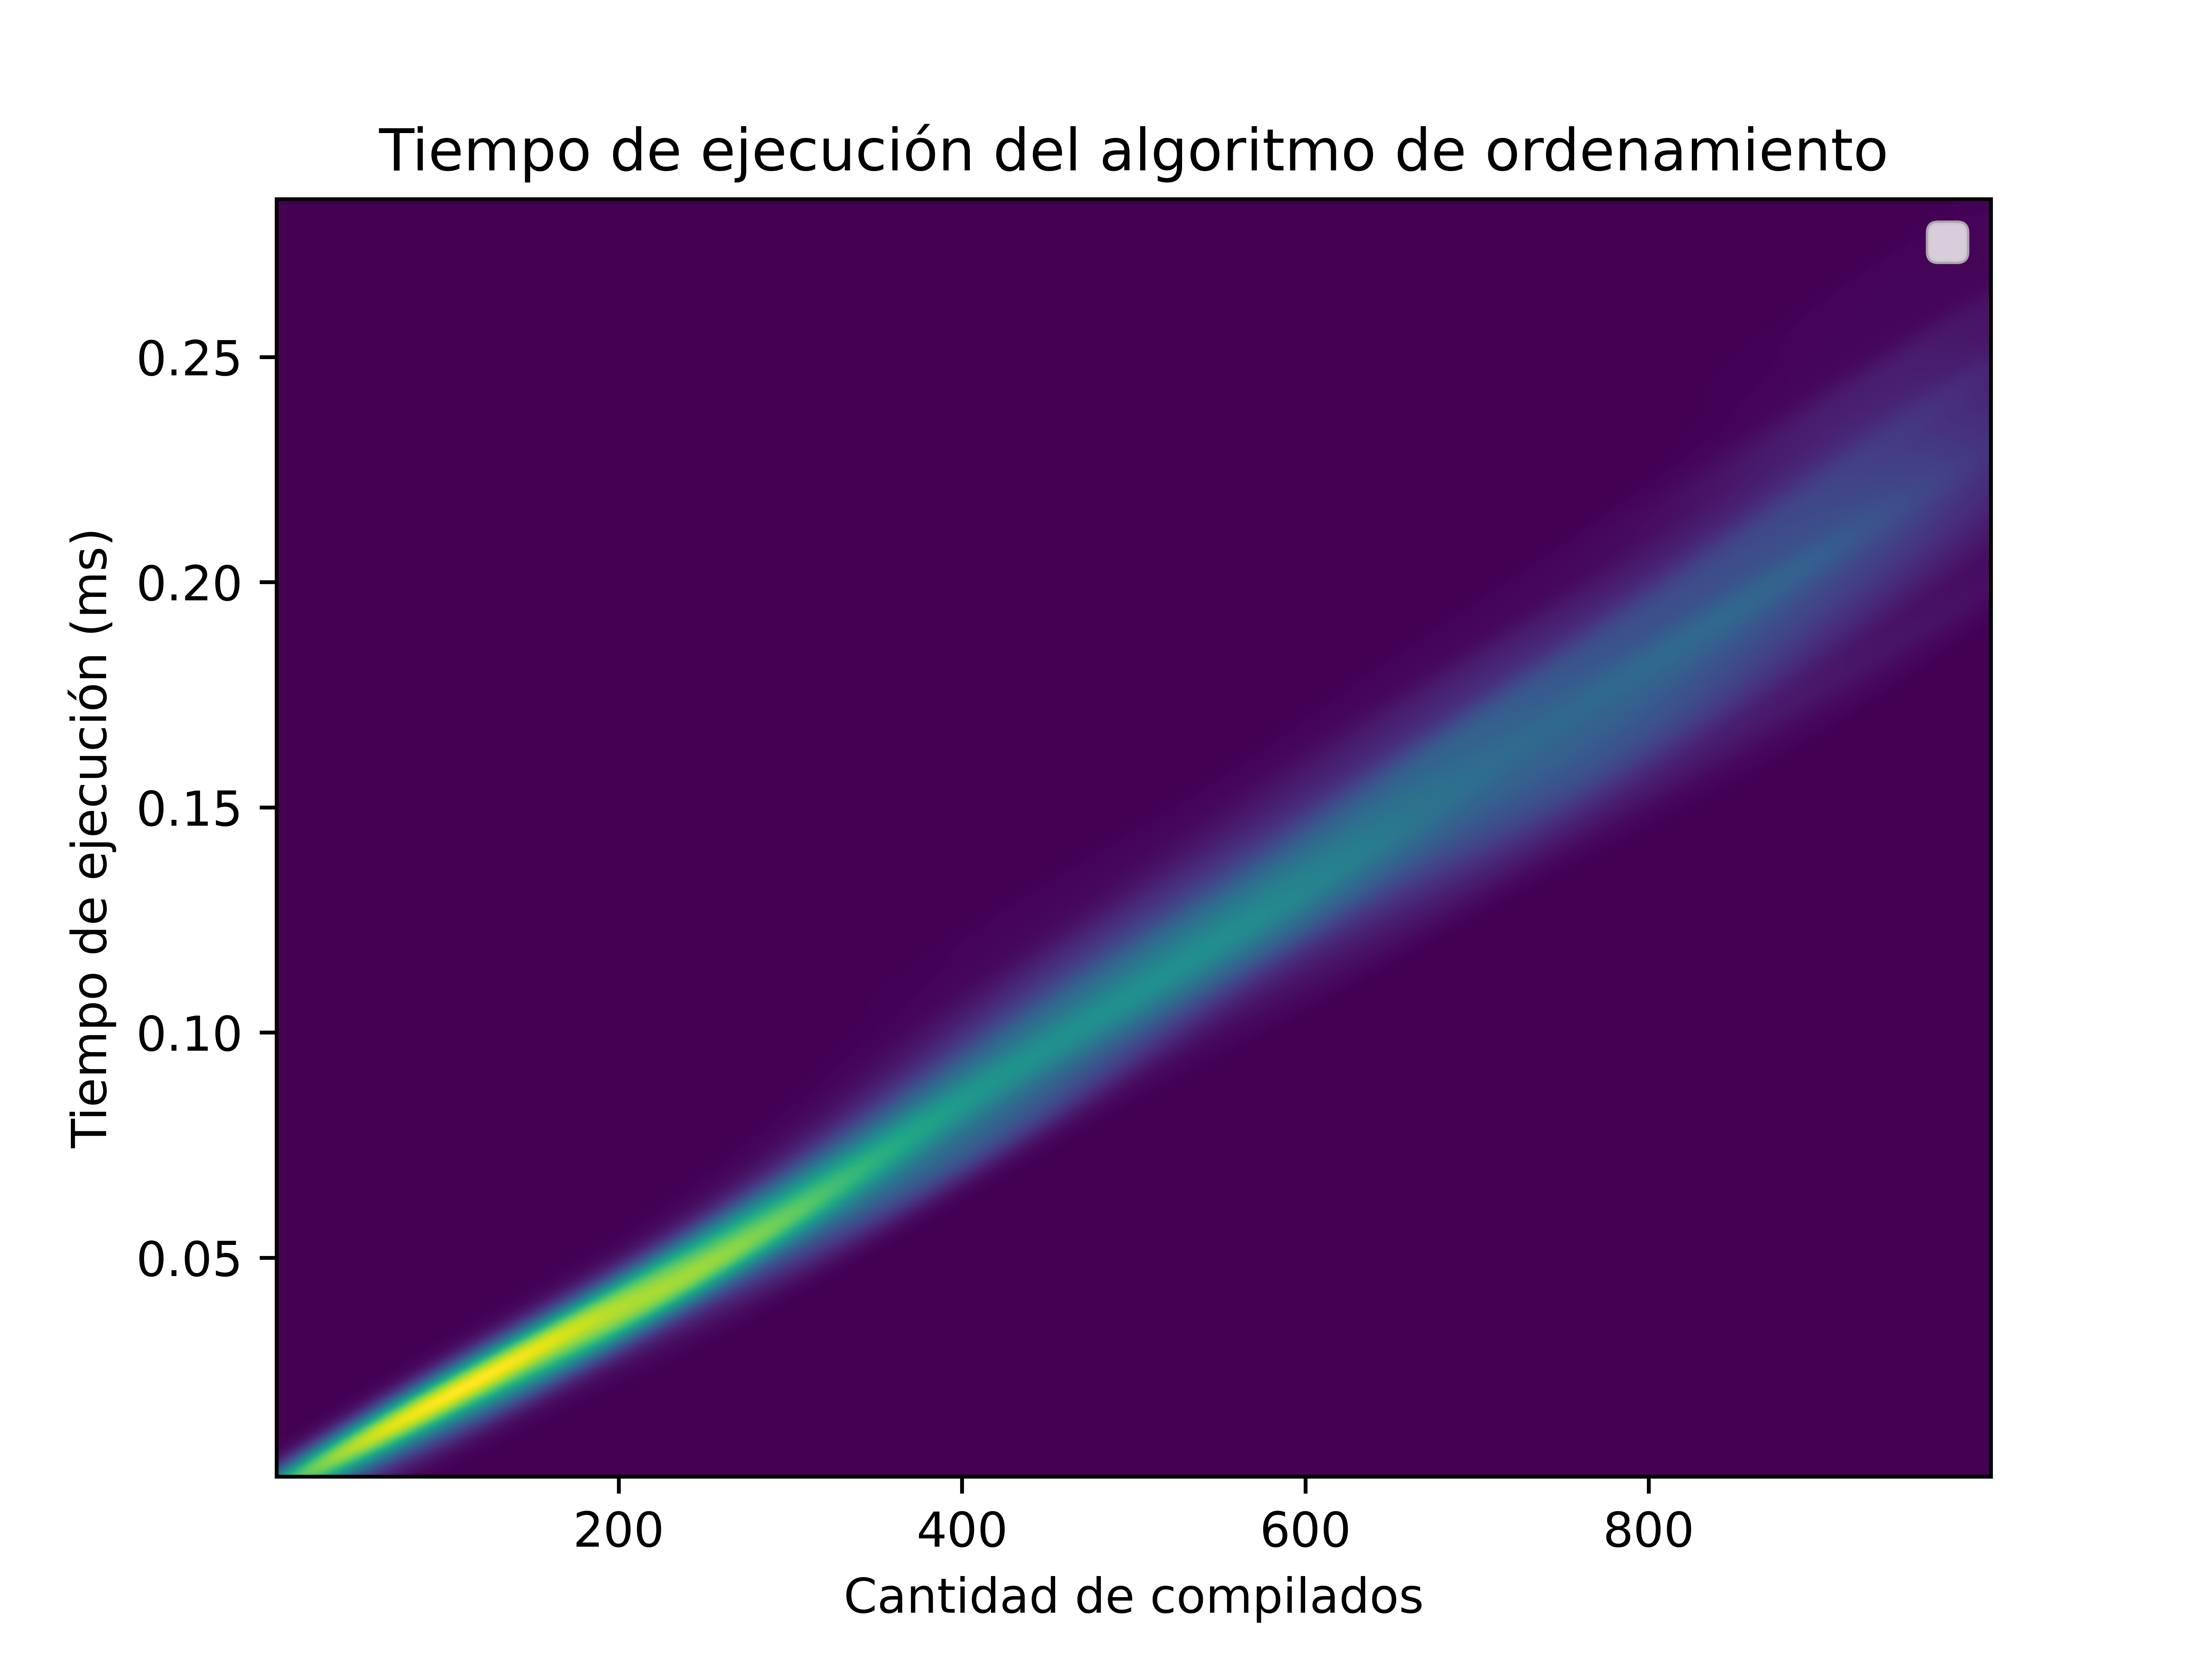 Tiempo de ejecución del algoritmo de ordenamiento
Tiempo de ejecución (ms)
0.25
0.20
0.15
0.10
0.05
200 400 600 800
Cantidad de compilados